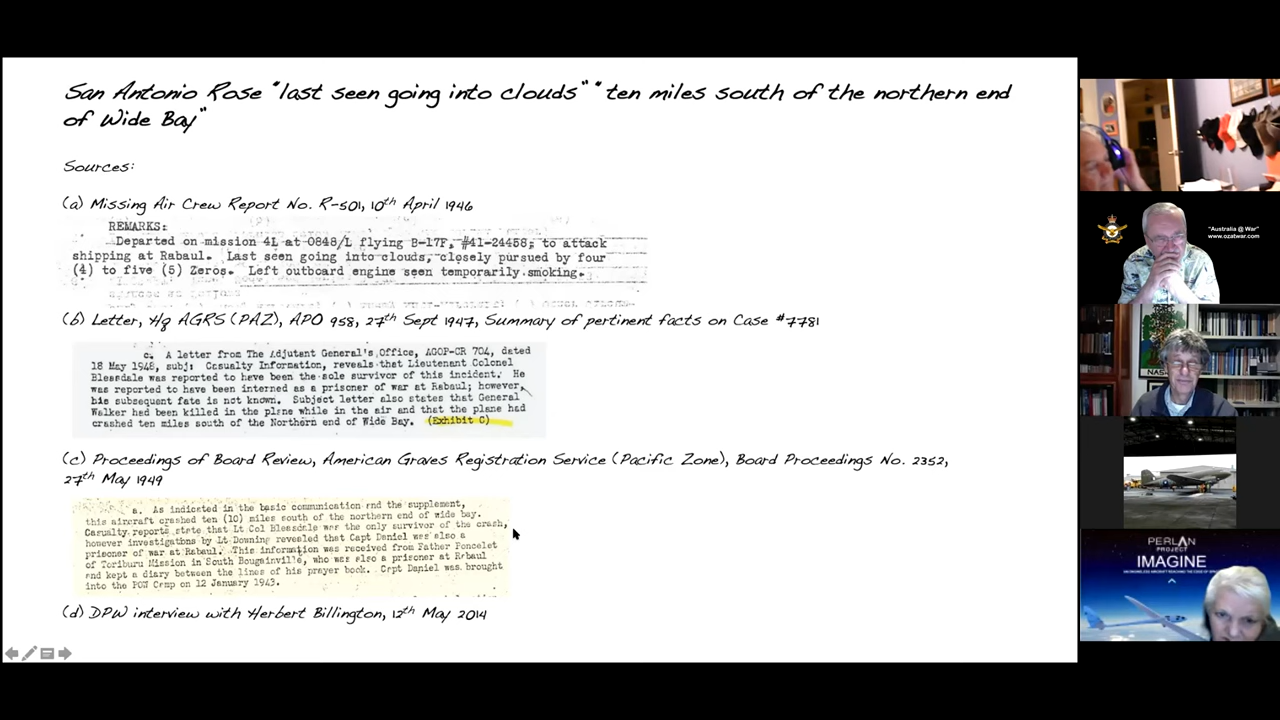 San Antonio Rose "last seen going into clouds" "ten miles south of the northern end
of Wide Bay"
Sources:
(a) Missing Air Crew Report No. R-501, 10th April 1946
REMARKS:
Departed on mission 4L at 0848/L flying B-17F, #41-24458, to attack
shipping at Rabaul. Last seen going into clouds, closely pursued by four
(4) to five (5) Zeros. Left outboard engine seen temporarily smoking.
(b) Letter, Hq AGRS (PAZ), APO 958, 27th Sept 1947, Summary of pertinent facts on Case #7781
c. A letter from The Adjutant General's Office, AGOP-CR 704, dated
18 May 1948, subj: Casualty Information, reveals that Lieutenant Colonel
Bleasdale was reported to have been the sole survivor of this incident. He
was reported to have been interned as a prisoner of war at Rabaul; however,
his subsequent fate is not known. Subject letter also states that General
Walker had been killed in the plane while in the air and that the plane had
crashed ten miles south of the Northern end of Wide Bay. (Exhibit C)
(c) Proceedings of Board Review, American Graves Registration Service (Pacific Zone), Board Proceedings No. 2352,
27th May 1949
a. As indicated in the basic communication and the supplement,
this aircraft crashed ten (10) miles south of the northern end of wide bay.
Casualty reports state that Lt Col Bleasdale was the only survivor of the crash,
however investigations by Lt Downing revealed that Capt Daniel was also a
prisoner of war at Rabaul. This information was received from Father Poncelet
of Toriburu Mission in South Bougainville, who was also a prisoner at Rabaul
and kept a diary between the lines of his prayer book. Capt Daniel was brought
into the POW Camp on 12 January 1943.
(d) DPW interview with Herbert Billington, 12th May 2014
"Australia @ War"
www.ozatwar.com
NAS
PERLAN
PROJECT
IMAGINE